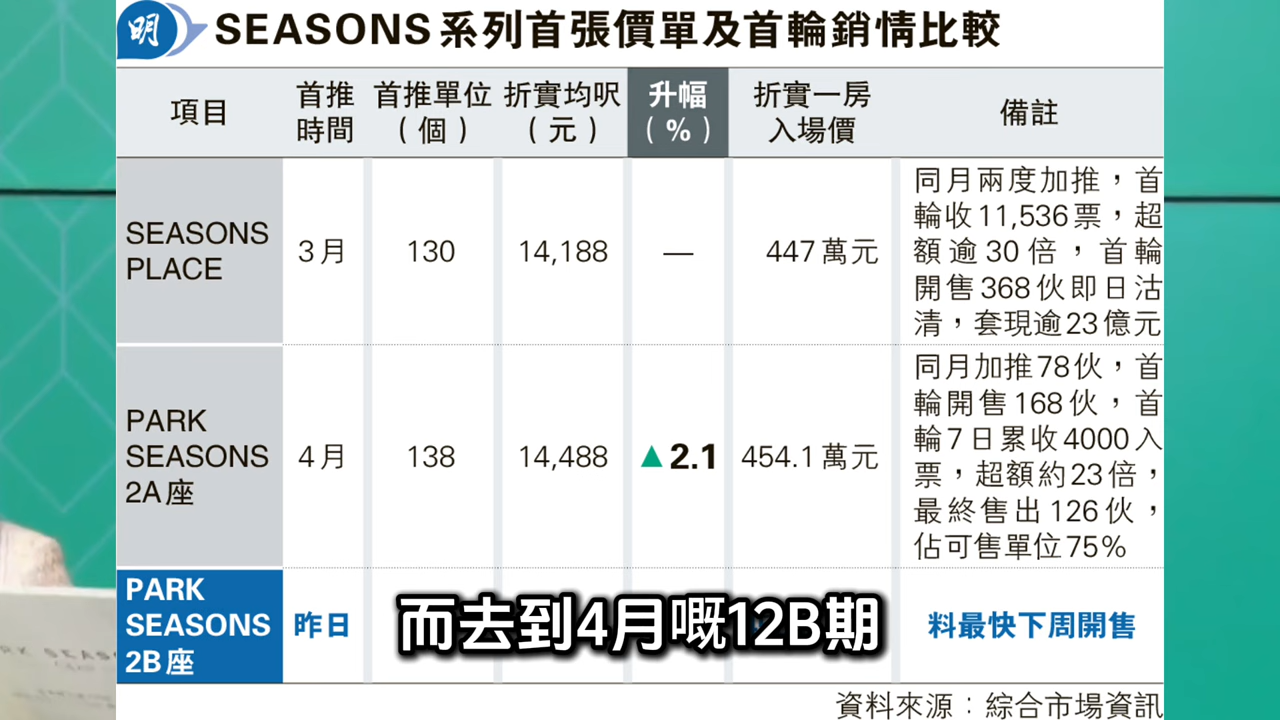 明
SEASONS系列首張價單及首輪銷情比較
項目
首推
時間
首推單位
（個）
折實均呎
（元）
升幅
（%）
折實一房
入場價
備註
SEASONS
PLACE
3月
130
14,188
—
447萬元
同月兩度加推，首
輪收11,536票，超
額逾30倍，首輪
開售368伙即日沽
清，套現逾23億元
PARK
SEASONS
2A座
4月
138
14,488
▲2.1
454.1萬元
同月加推78伙，首
輪開售168伙，首
輪7日累收4000入
票，超額約23倍，
最終售出126伙，
佔可售單位75%
PARK
SEASONS
2B座
昨日
料最快下周開售
而去到4月嘅12B期
資料來源：綜合市場資訊